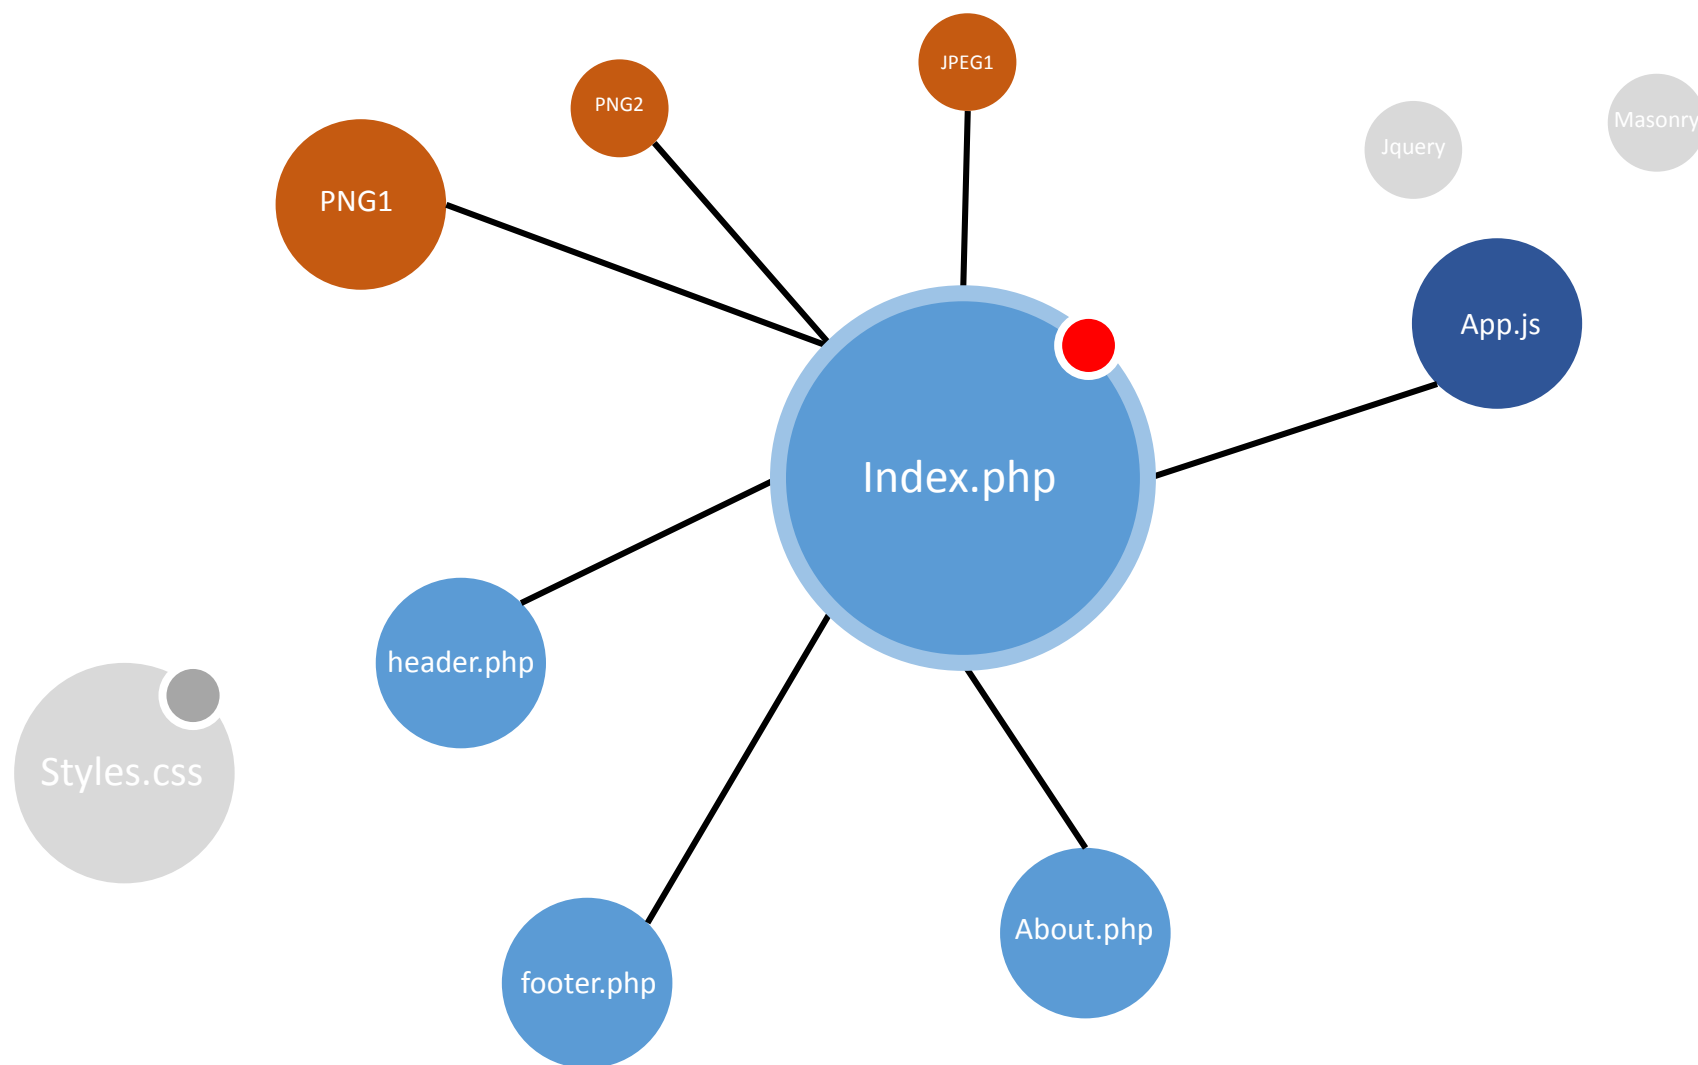 JPEG1
PNG2
Masonry
Jquery
PNG1
App.js
Index.php
header.php
Styles.css
About.php
footer.php